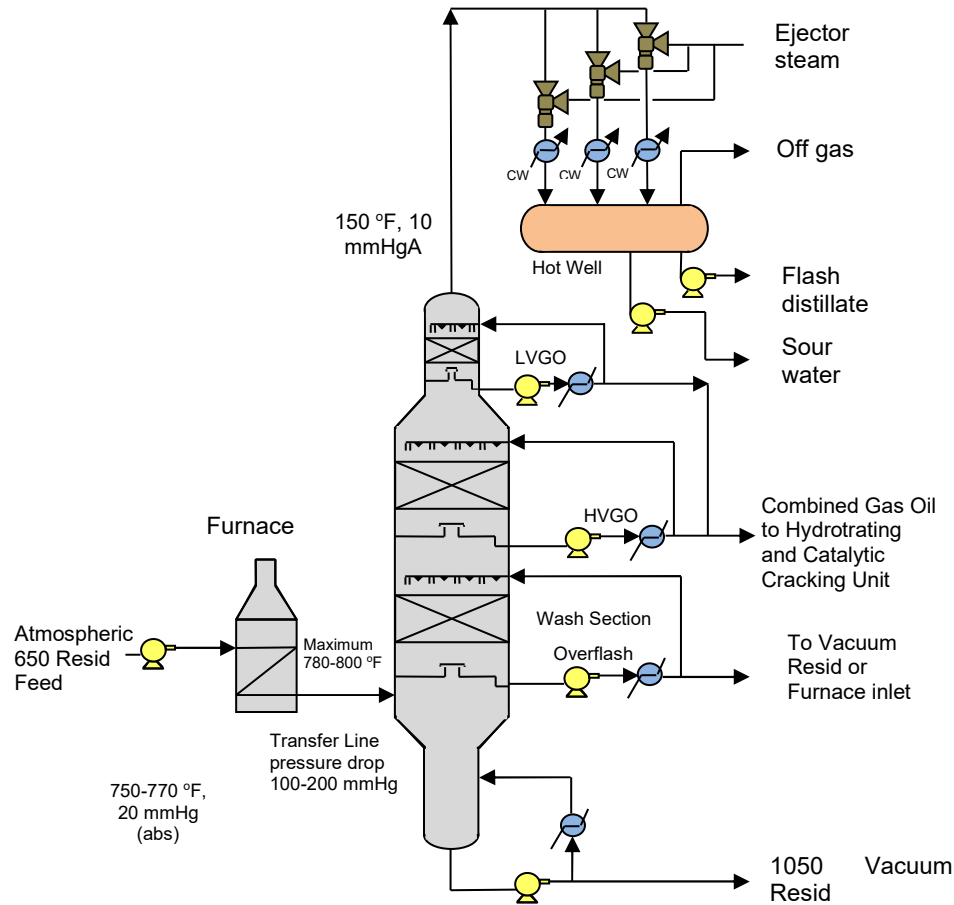 Ejector
steam
Off gas
CW
CW
CW
150 ºF, 10
mmHgA
Hot Well
Flash
distillate
Sour
water
LVGO
HVGO
Combined Gas Oil
to Hydrotrating
and Catalytic
Cracking Unit
Furnace
Atmospheric
650 Resid
Feed
Maximum
780-800 ºF
Wash Section
Overflash
To Vacuum
Resid or
Furnace inlet
Transfer Line
pressure drop
100-200 mmHg
750-770 ºF,
20 mmHg
(abs)
1050 Vacuum
Resid